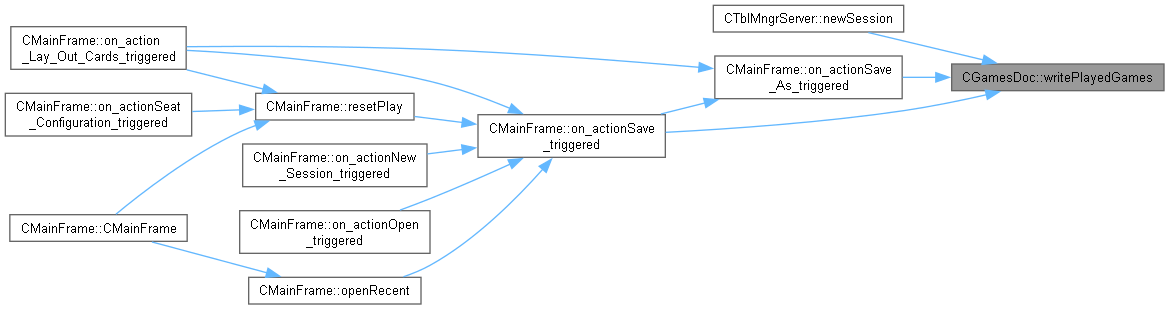 CMainFrame::on_action
_Lay_Out_Cards_triggered
CMainFrame::on_actionSeat
_Configuration_triggered
CMainFrame::CMainFrame
CMainFrame::resetPlay
CMainFrame::on_actionNew
_Session_triggered
CMainFrame::on_actionOpen
_triggered
CMainFrame::openRecent
CMainFrame::on_actionSave
_triggered
CTblMngrServer::newSession
CMainFrame::on_actionSave
_As_triggered
CGamesDoc::writePlayedGames